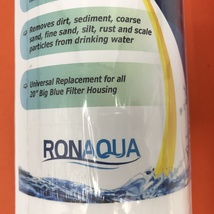 Removes dirt, sediment, coarse
sand, fine sand, silt, rust and scale
particles from drinking water
Universal Replacement for all
20" Big Blue Filter Housing
RONAQUA